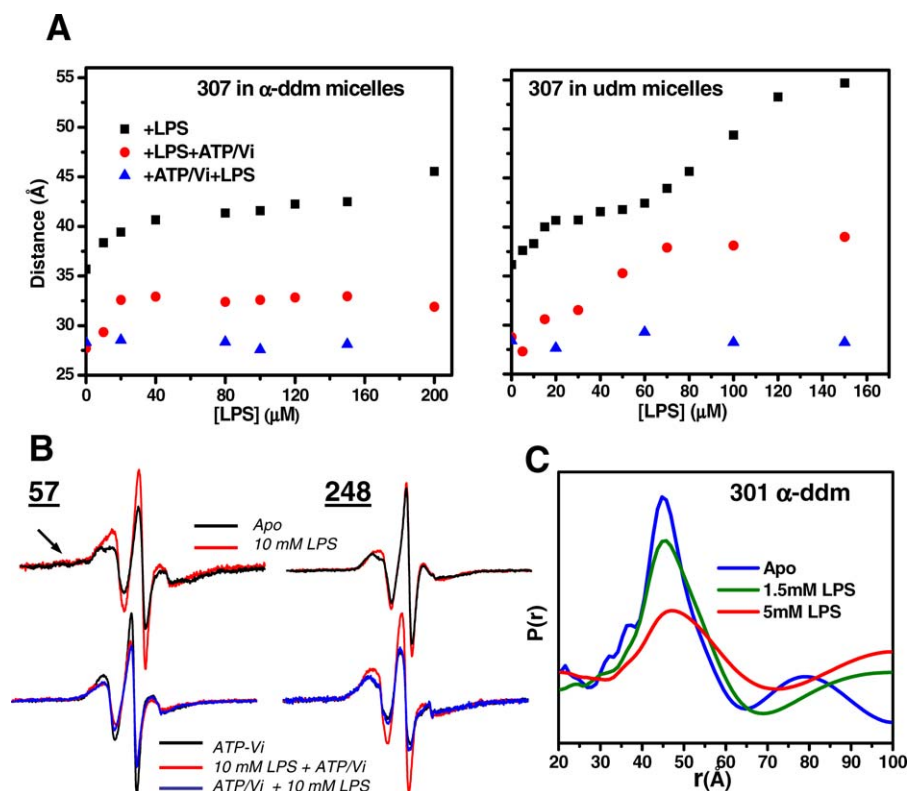 A
307 in α-ddm micelles
+LPS
+LPS+ATP/Vi
+ATP/Vi+LPS
Distance (Å)
55
50
45
40
35
30
25
0 40 80 120 160 200
[LPS] (μM)
307 in udm micelles
0 20 40 60 80 100 120 140 160
[LPS] (μM)
B
57
248
Apo
10 mM LPS
ATP-Vi
10 mM LPS + ATP/Vi
ATP/Vi + 10 mM LPS
C
301 α-ddm
Apo
1.5mM LPS
5mM LPS
P(r)
20 30 40 50 60 70 80 90 100
r(Å)